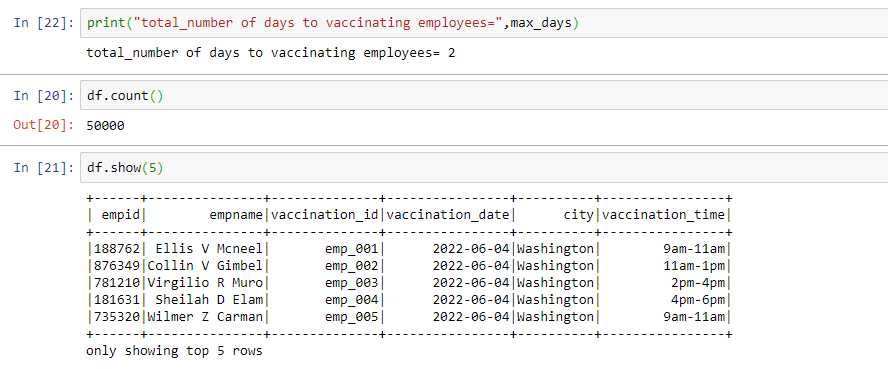 In [22]: print("total_number of days to vaccinating employees=",max_days)
total_number of days to vaccinating employees= 2
In [20]: df.count()
Out[20]: 50000
In [21]: df.show(5)
+------+---------------+--------------+----------------+----------+----------------+
| empid|        empname|vaccination_id|vaccination_date|      city|vaccination_time|
+------+---------------+--------------+----------------+----------+----------------+
|188762| Ellis V Mcneel|       emp_001|      2022-06-04|Washington|        9am-11am|
|876349|Collin V Gimbel|       emp_002|      2022-06-04|Washington|        11am-1pm|
|781210|Virgilio R Muro|       emp_003|      2022-06-04|Washington|         2pm-4pm|
|181631| Sheilah D Elam|       emp_004|      2022-06-04|Washington|         4pm-6pm|
|735320|Wilmer Z Carman|       emp_005|      2022-06-04|Washington|        9am-11am|
+------+---------------+--------------+----------------+----------+----------------+
only showing top 5 rows